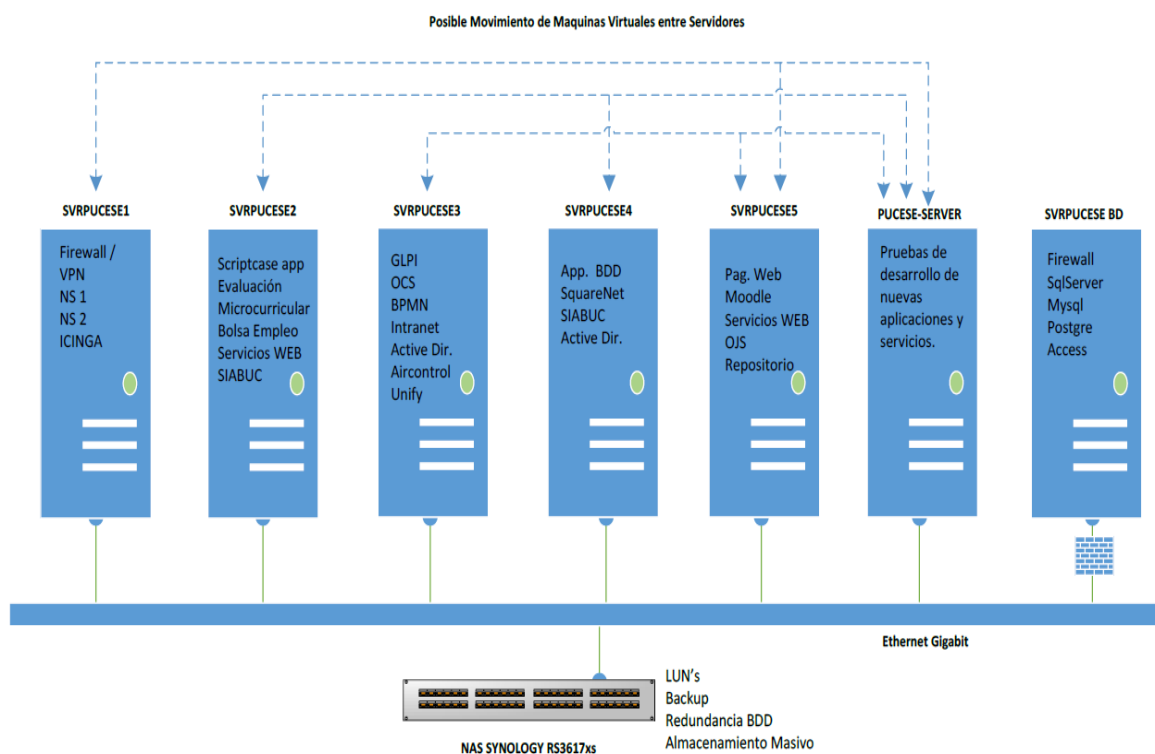 Posible Movimiento de Maquinas Virtuales entre Servidores
SVRPUCESE1
Firewall /
VPN
NS 1
NS 2
ICINGA
SVRPUCESE2
Scriptcase app
Evaluación
Microcurricular
Bolsa Empleo
Servicios WEB
SIABUC
SVRPUCESE3
GLPI
OCS
BPMN
Intranet
Active Dir.
Aircontrol
Unify
SVRPUCESE4
App. BDD
SquareNet
SIABUC
Active Dir.
SVRPUCESE5
Pag. Web
Moodle
Servicios WEB
OJS
Repositorio
PUCESE-SERVER
Pruebas de
desarrollo de
nuevas
aplicaciones y
servicios.
SVRPUCESE BD
Firewall
SqlServer
Mysql
Postgre
Access
Ethernet Gigabit
LUN's
Backup
Redundancia BDD
Almacenamiento Masivo
NAS SYNOLOGY RS3617xs